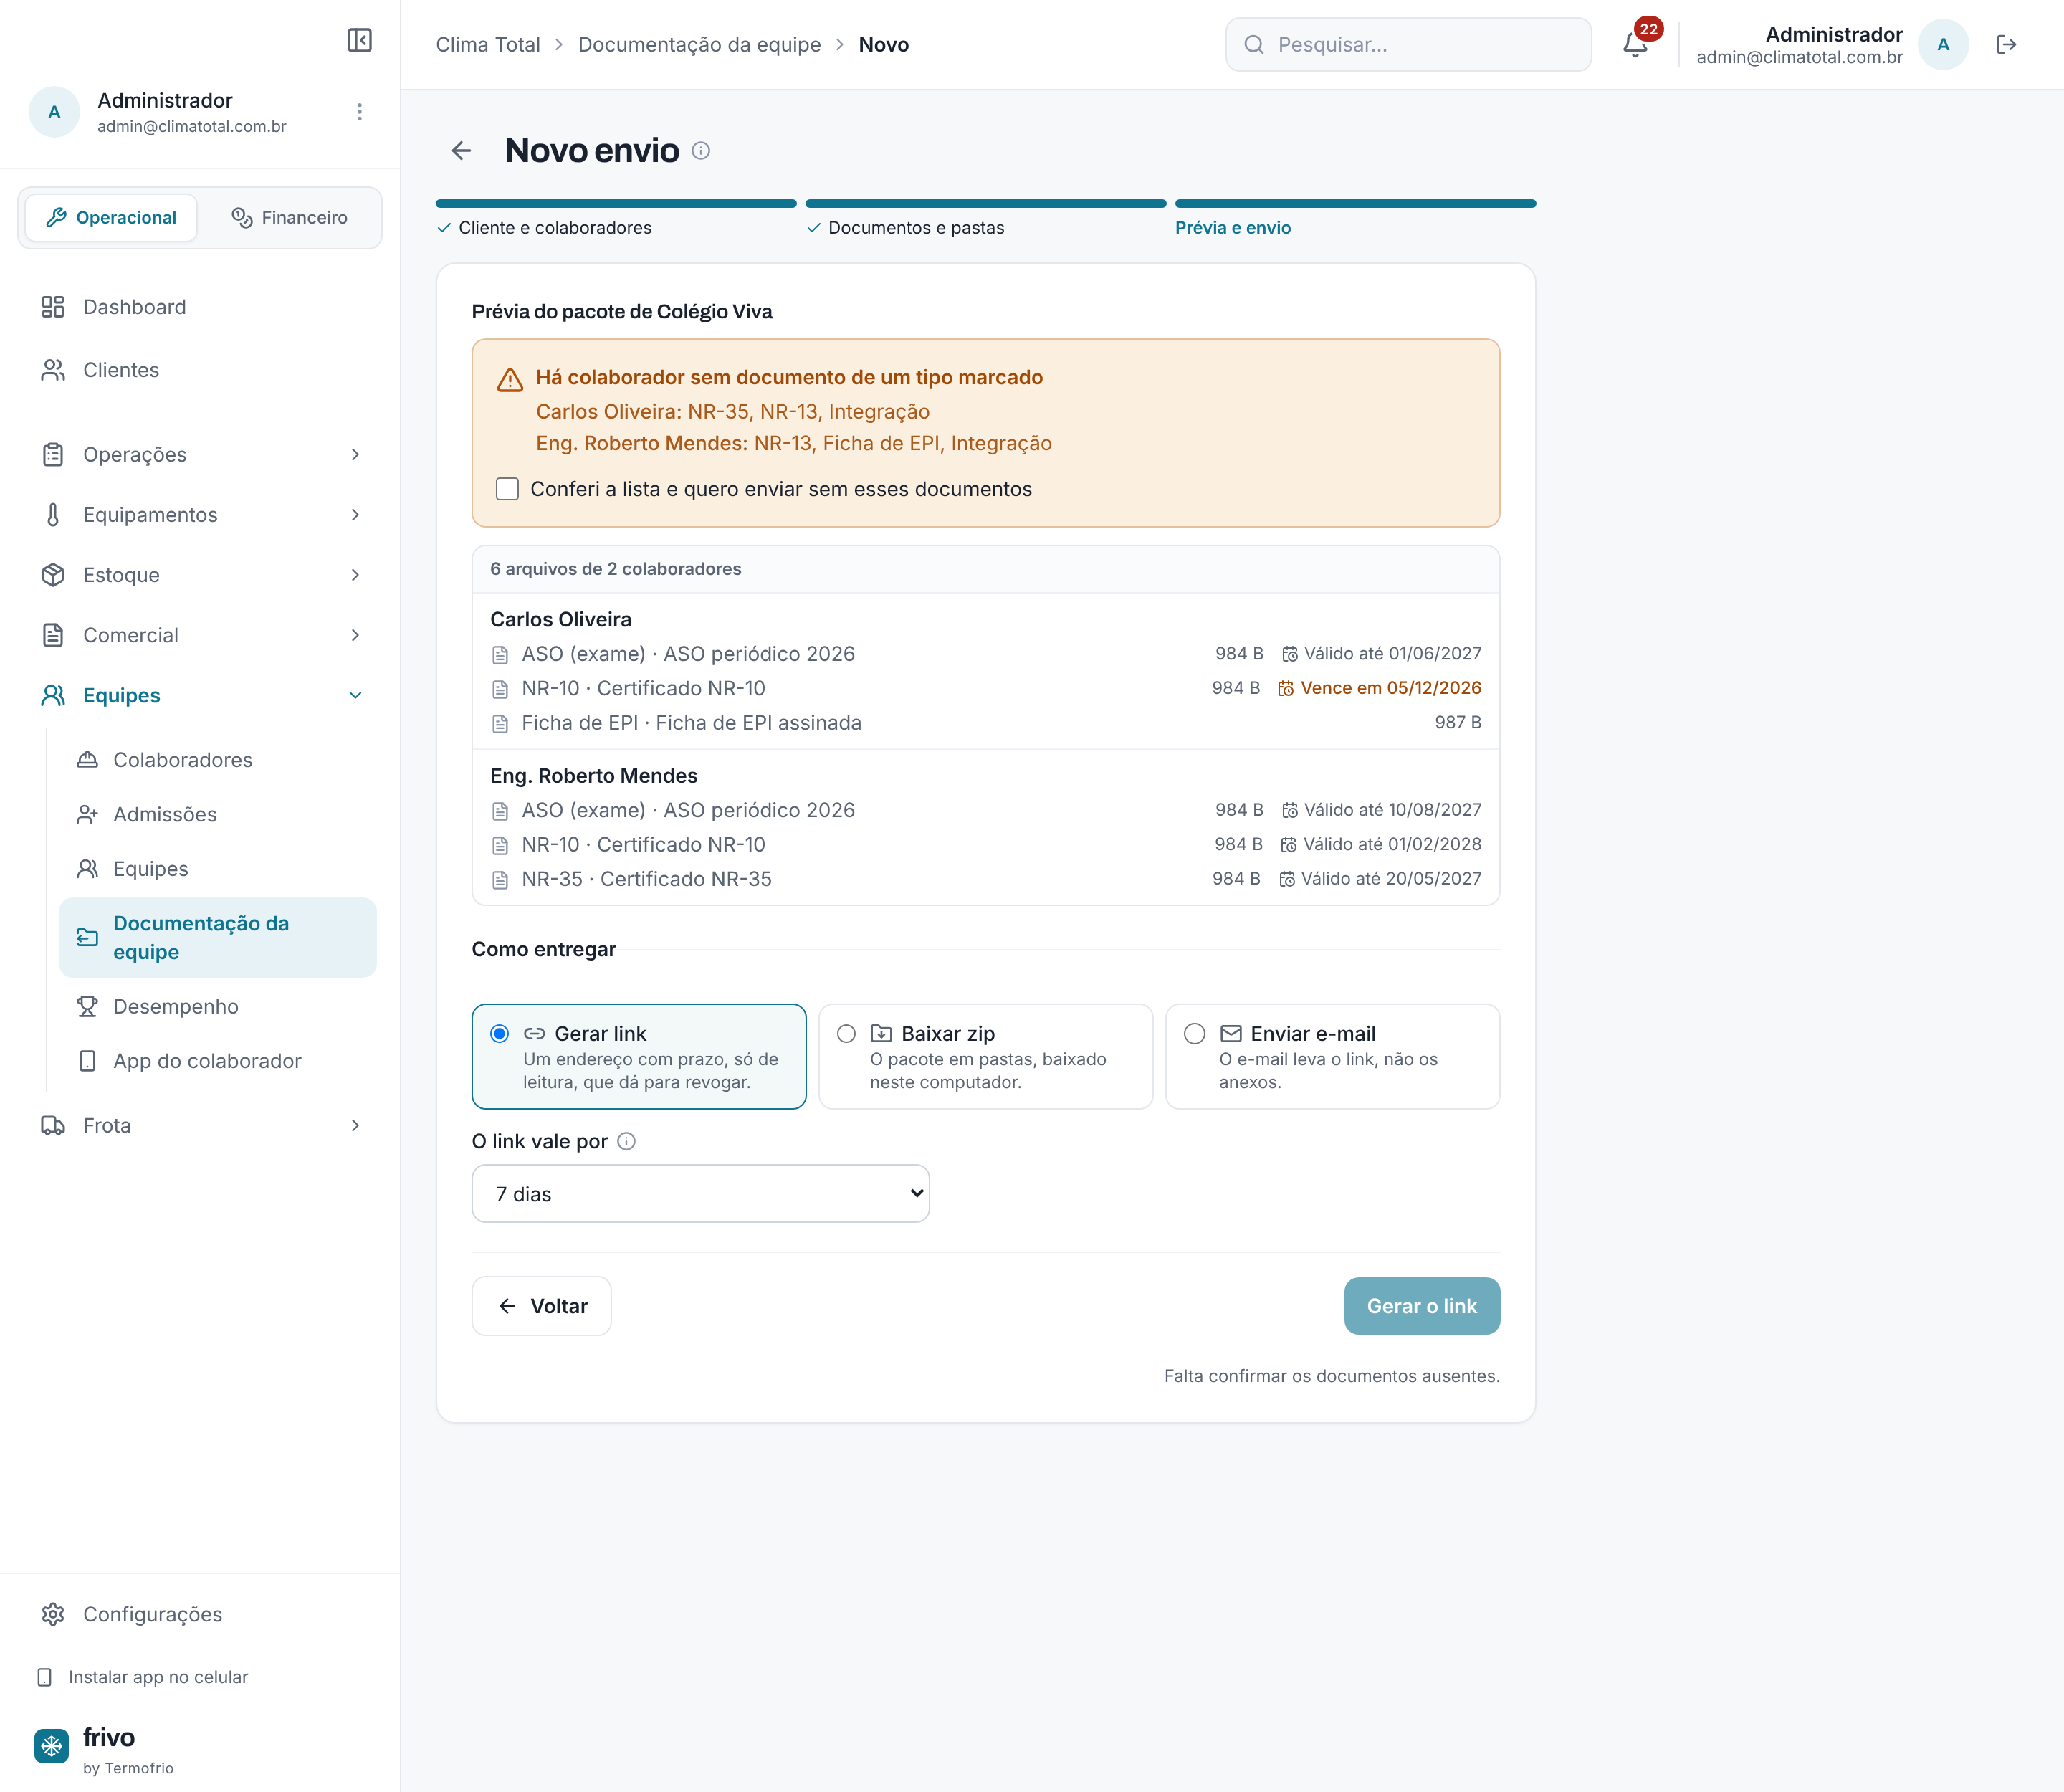 Clima Total > Documentação da equipe > Novo
Pesquisar...
22
Administrador
admin@climatotal.com.br
A
A
Administrador
admin@climatotal.com.br
Operacional
Financeiro
Dashboard
Clientes
Operações
Equipamentos
Estoque
Comercial
Equipes
Colaboradores
Admissões
Equipes
Documentação da
equipe
Desempenho
App do colaborador
Frota
Configurações
Instalar app no celular
frivo
by Termofrio
Novo envio
Cliente e colaboradores
Documentos e pastas
Prévia e envio
Prévia do pacote de Colégio Viva
Há colaborador sem documento de um tipo marcado
Carlos Oliveira: NR-35, NR-13, Integração
Eng. Roberto Mendes: NR-13, Ficha de EPI, Integração
Conferi a lista e quero enviar sem esses documentos
6 arquivos de 2 colaboradores
Carlos Oliveira
ASO (exame) · ASO periódico 2026 984 B Válido até 01/06/2027
NR-10 · Certificado NR-10 984 B Vence em 05/12/2026
Ficha de EPI · Ficha de EPI assinada 987 B
Eng. Roberto Mendes
ASO (exame) · ASO periódico 2026 984 B Válido até 10/08/2027
NR-10 · Certificado NR-10 984 B Válido até 01/02/2028
NR-35 · Certificado NR-35 984 B Válido até 20/05/2027
Como entregar
Gerar link
Um endereço com prazo, só de
leitura, que dá para revogar.
Baixar zip
O pacote em pastas, baixado
neste computador.
Enviar e-mail
O e-mail leva o link, não os
anexos.
O link vale por
7 dias
Voltar
Gerar o link
Falta confirmar os documentos ausentes.